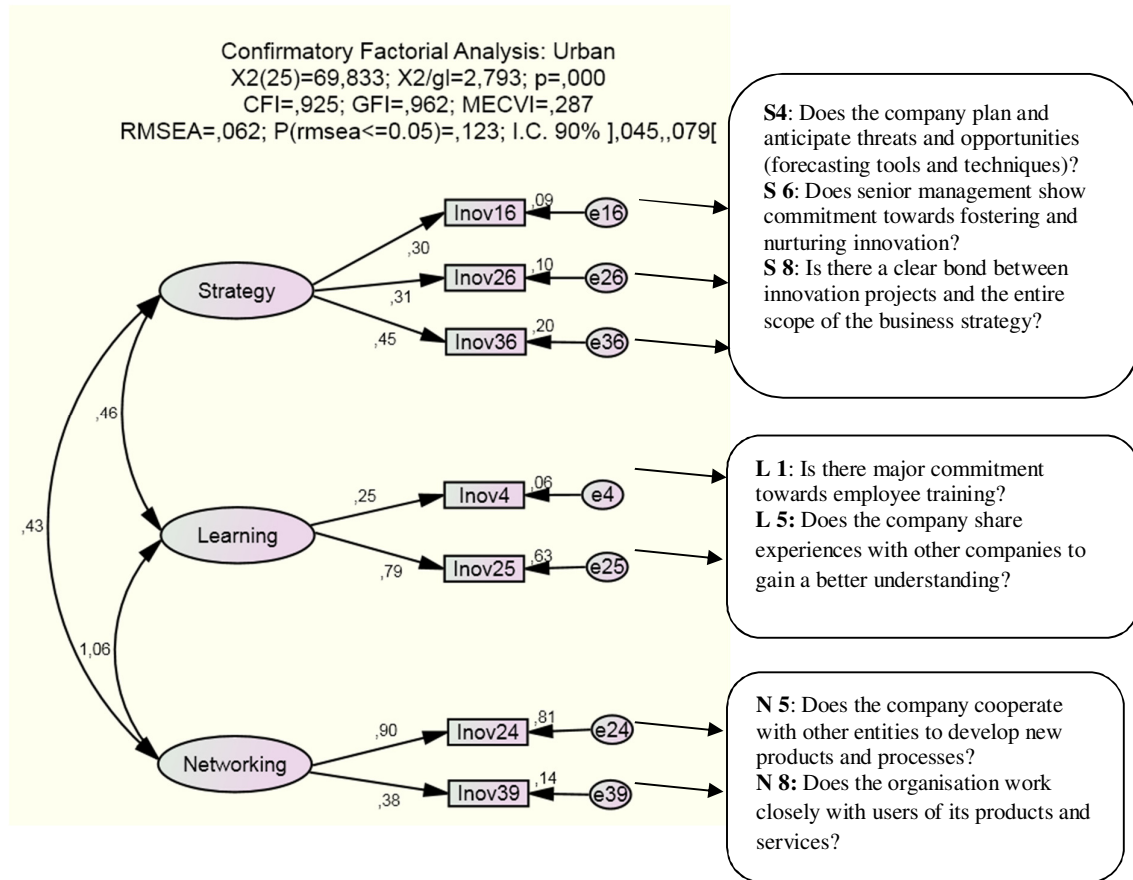 Confirmatory Factorial Analysis: Urban
X2(25)=69,833; X2/gl=2,793; p=,000
CFI=,925; GFI=,962; MECVI=,287
RMSEA=,062; P(rmsea<=0.05)=,123; I.C. 90% ],045,,079[
S4: Does the company plan and
anticipate threats and opportunities
(forecasting tools and techniques)?
S 6: Does senior management show
commitment towards fostering and
nurturing innovation?
S 8: Is there a clear bond between
innovation projects and the entire
scope of the business strategy?
Strategy
,30
Inov16
,09
e16
,31
Inov26
,10
e26
,45
Inov36
,20
e36
,46
,43
1,06
L 1: Is there major commitment
towards employee training?
L 5: Does the company share
experiences with other companies to
gain a better understanding?
Learning
,25
Inov4
,06
e4
,79
Inov25
,63
e25
N 5: Does the company cooperate
with other entities to develop new
products and processes?
N 8: Does the organisation work
closely with users of its products and
services?
Networking
,90
Inov24
,81
e24
,38
Inov39
,14
e39